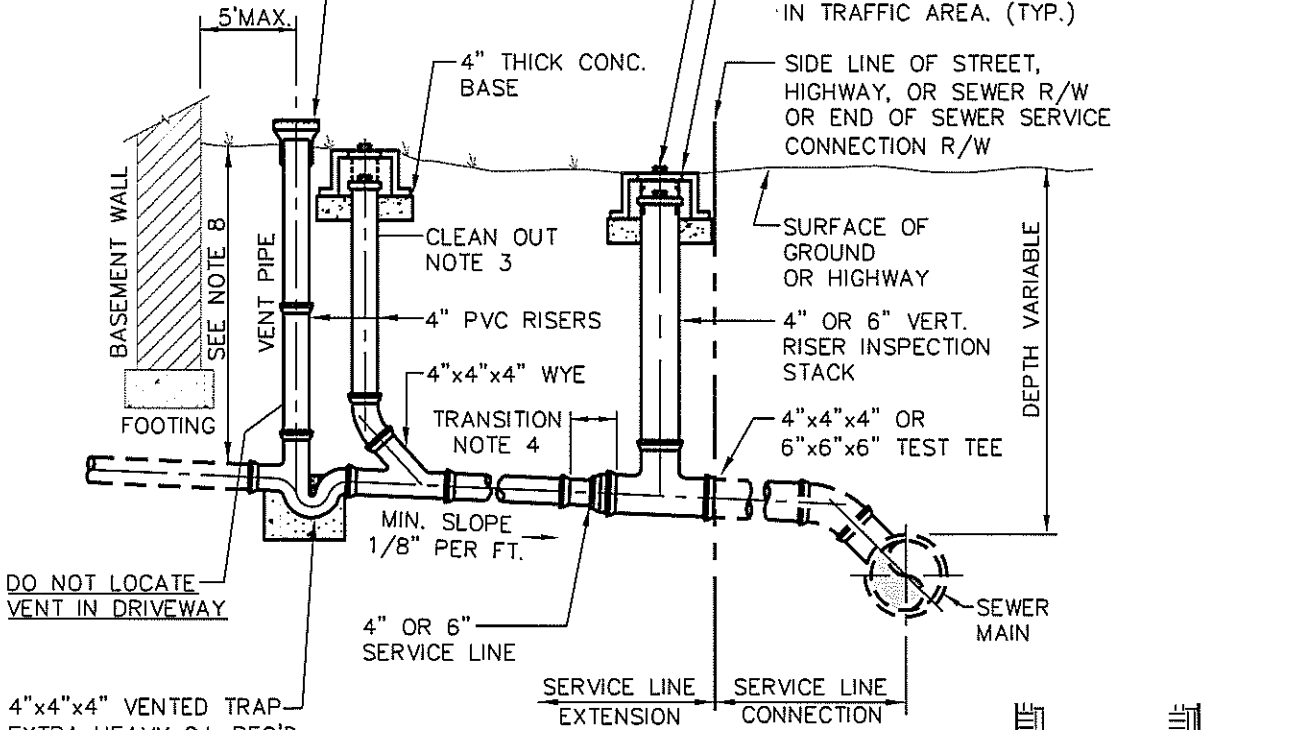 5'MAX.
IN TRAFFIC AREA. (TYP.)
4" THICK CONC.
BASE
SIDE LINE OF STREET,
HIGHWAY, OR SEWER R/W
OR END OF SEWER SERVICE
CONNECTION R/W
BASEMENT WALL
SEE NOTE 8
VENT PIPE
CLEAN OUT
NOTE 3
SURFACE OF
GROUND
OR HIGHWAY
DEPTH VARIABLE
4" PVC RISERS
4" OR 6" VERT.
RISER INSPECTION
STACK
4"x4"x4" WYE
FOOTING
TRANSITION
NOTE 4
4"x4"x4" OR
6"x6"x6" TEST TEE
MIN. SLOPE
1/8" PER FT.
DO NOT LOCATE
VENT IN DRIVEWAY
4" OR 6"
SERVICE LINE
SEWER
MAIN
SERVICE LINE
EXTENSION
SERVICE LINE
CONNECTION
4"x4"x4" VENTED TRAP